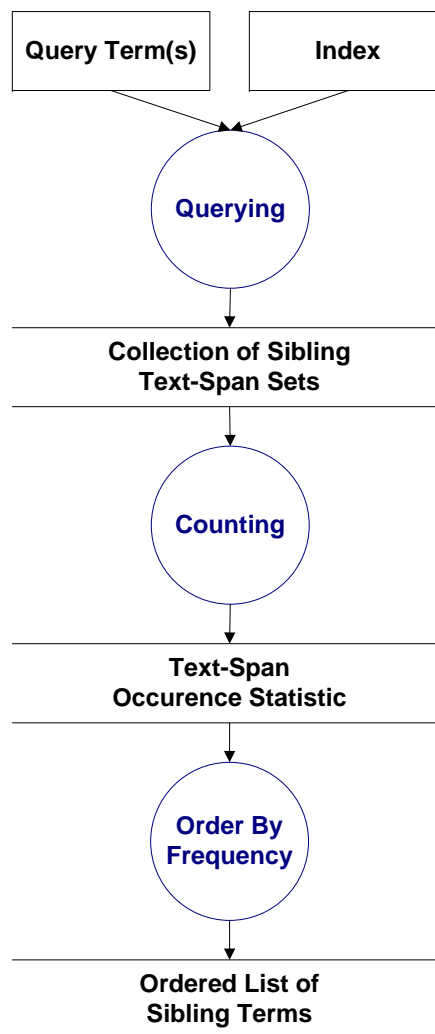 Query Term(s)
Index
Querying
Collection of Sibling
Text-Span Sets
Counting
Text-Span
Occurence Statistic
Order By
Frequency
Ordered List of
Sibling Terms